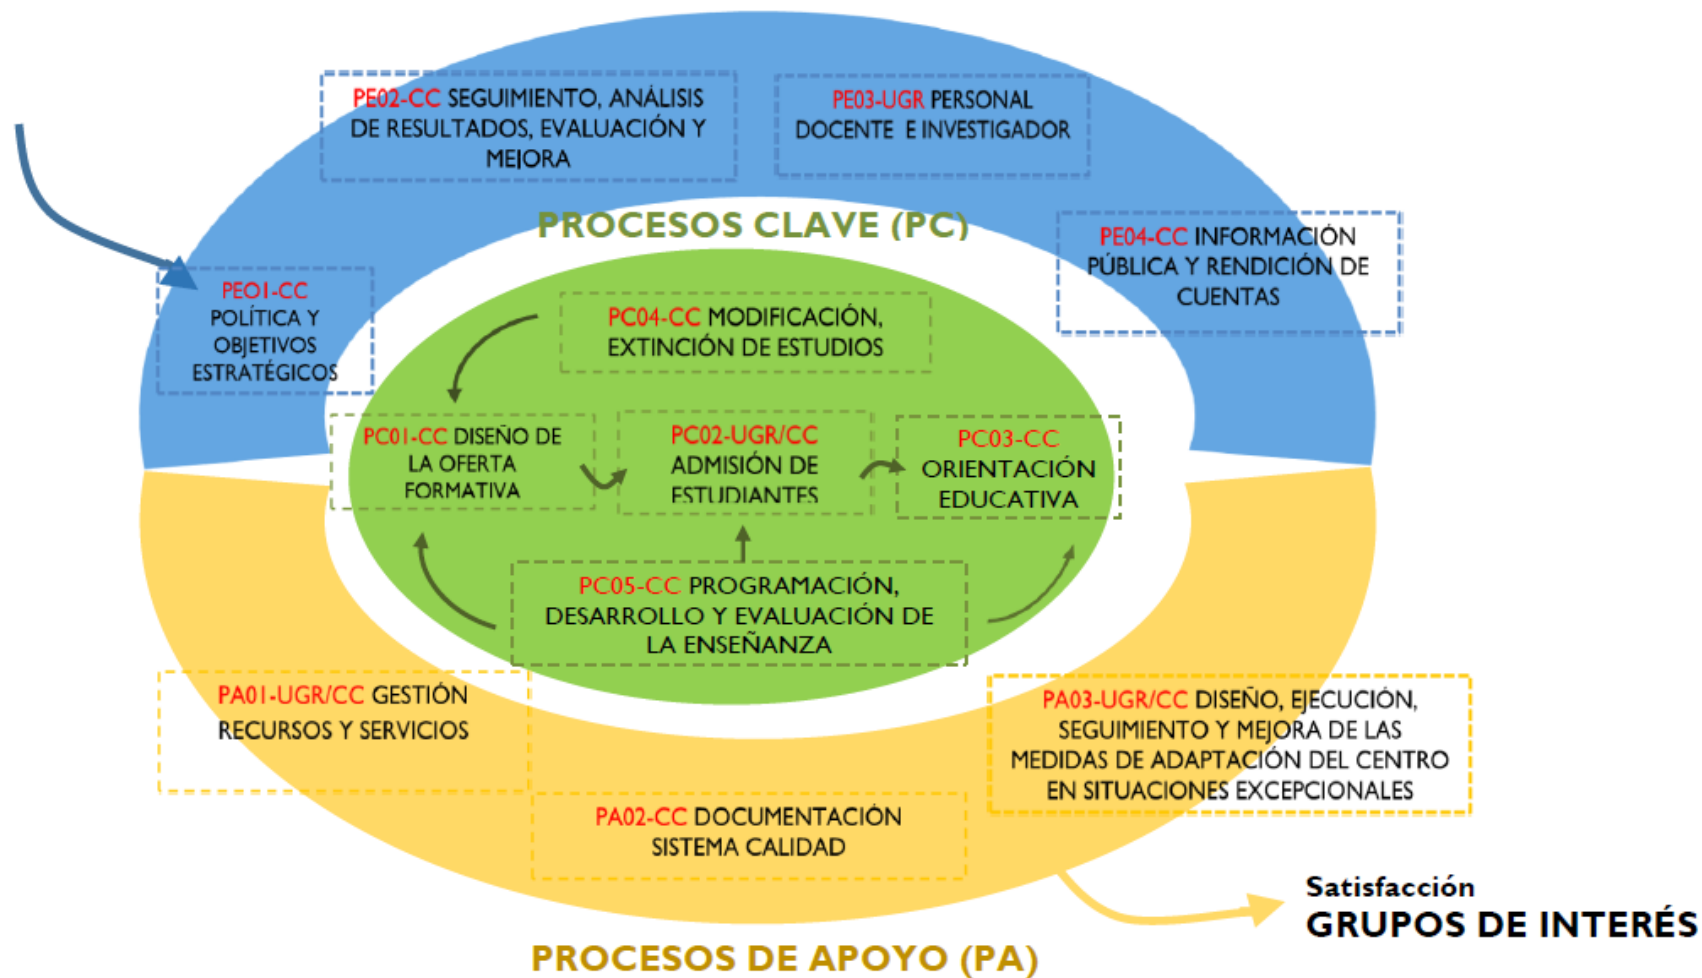 PE02-CC SEGUIMIENTO, ANÁLISIS
DE RESULTADOS, EVALUACIÓN Y
MEJORA
PE03-UGR PERSONAL
DOCENTE E INVESTIGADOR
PROCESOS CLAVE (PC)
PE04-CC INFORMACIÓN
PÚBLICA Y RENDICIÓN DE
CUENTAS
PEO1-CC
POLÍTICA Y
OBJETIVOS
ESTRATÉGICOS
PC04-CC MODIFICACIÓN,
EXTINCIÓN DE ESTUDIOS
PC01-CC DISEÑO DE
LA OFERTA
FORMATIVA
PC02-UGR/CC
ADMISIÓN DE
ESTUDIANTES
PC03-CC
ORIENTACIÓN
EDUCATIVA
PC05-CC PROGRAMACIÓN,
DESARROLLO Y EVALUACIÓN DE
LA ENSEÑANZA
PA01-UGR/CC GESTIÓN
RECURSOS Y SERVICIOS
PA03-UGR/CC DISEÑO, EJECUCIÓN,
SEGUIMIENTO Y MEJORA DE LAS
MEDIDAS DE ADAPTACIÓN DEL CENTRO
EN SITUACIONES EXCEPCIONALES
PA02-CC DOCUMENTACIÓN
SISTEMA CALIDAD
Satisfacción
GRUPOS DE INTERÉS
PROCESOS DE APOYO (PA)